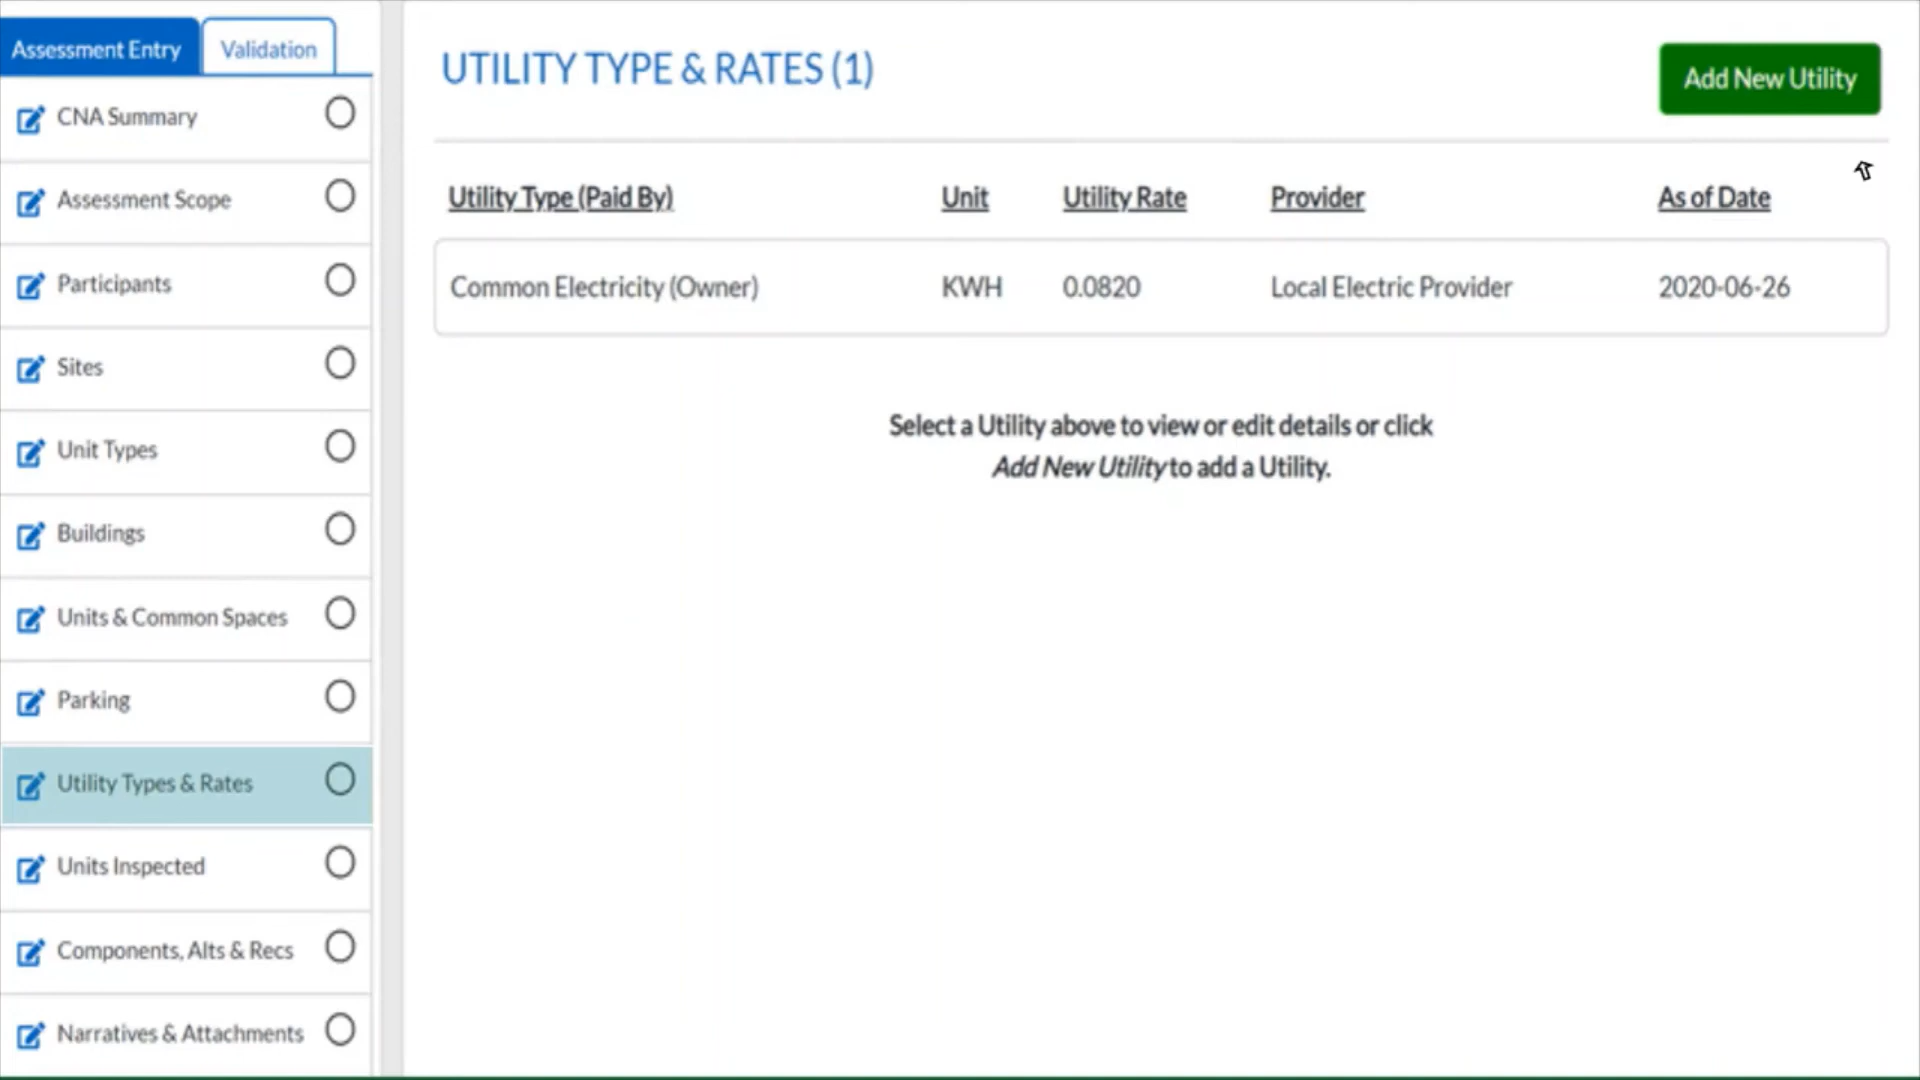 Assessment Entry
Validation
CNA Summary
Assessment Scope
Participants
Sites
Unit Types
Buildings
Units & Common Spaces
Parking
Utility Types & Rates
Units Inspected
Components, Alts & Recs
Narratives & Attachments
UTILITY TYPE & RATES (1)
Add New Utility
Utility Type (Paid By) Unit Utility Rate Provider As of Date
Common Electricity (Owner) KWH 0.0820 Local Electric Provider 2020-06-26
Select a Utility above to view or edit details or click
Add New Utility to add a Utility.